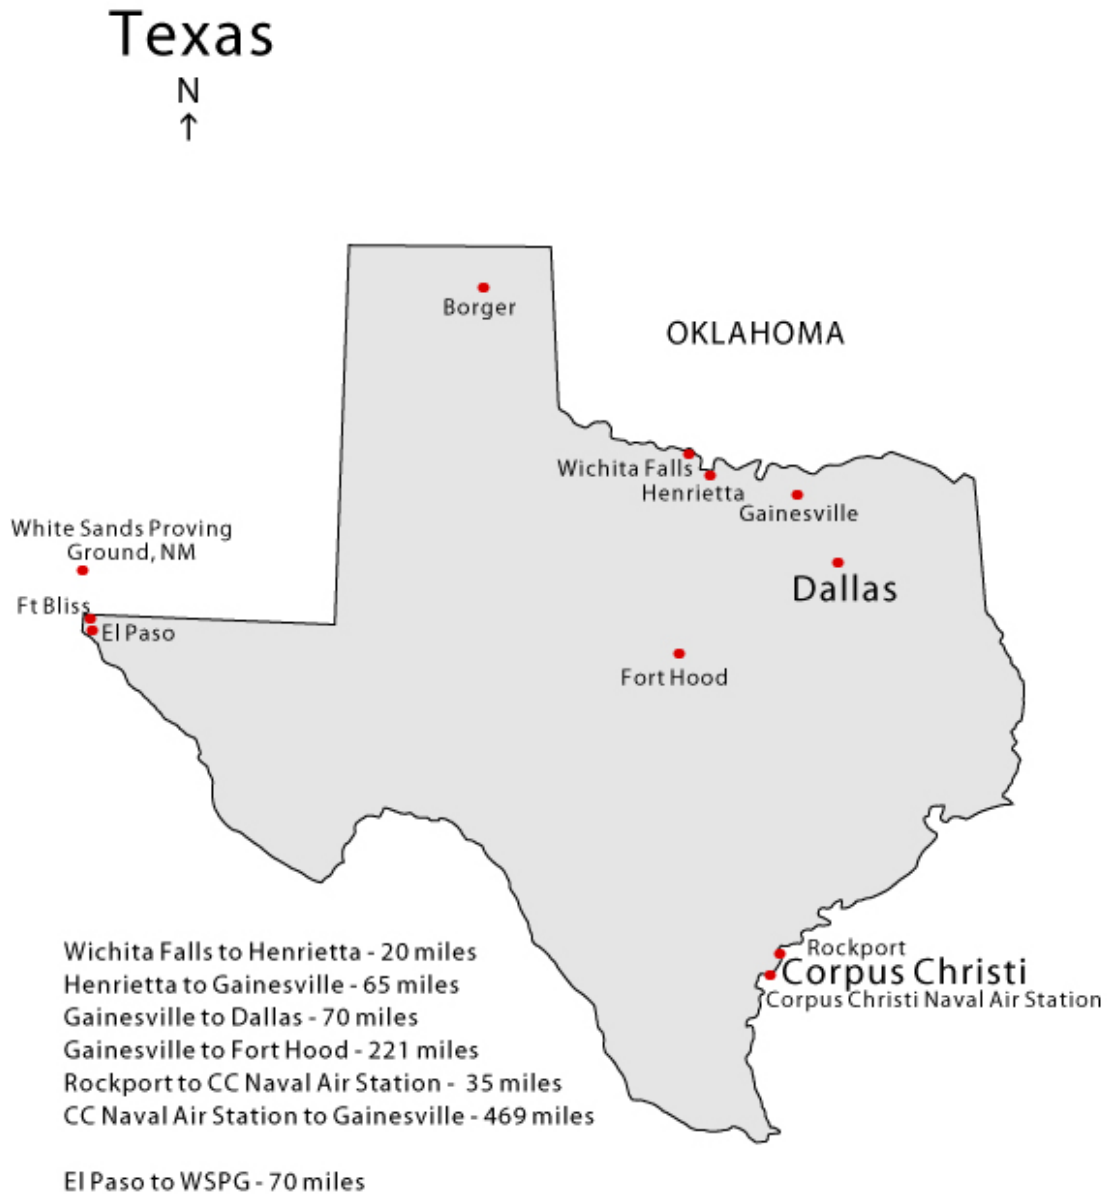 Texas
N
Borger
OKLAHOMA
Wichita Falls
Henrietta
Gainesville
White Sands Proving
Ground, NM
Dallas
Ft Bliss
El Paso
Fort Hood
Rockport
Corpus Christi
Corpus Christi Naval Air Station
Wichita Falls to Henrietta - 20 miles
Henrietta to Gainesville - 65 miles
Gainesville to Dallas - 70 miles
Gainesville to Fort Hood - 221 miles
Rockport to CC Naval Air Station - 35 miles
CC Naval Air Station to Gainesville - 469 miles
El Paso to WSPG - 70 miles